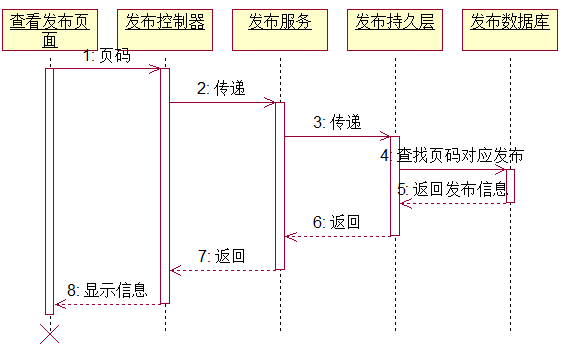 查看发布页
面
发布控制器
发布服务
发布持久层
发布数据库
1: 页码
2: 传递
3: 传递
4: 查找页码对应发布
5: 返回发布信息
6: 返回
7: 返回
8: 显示信息